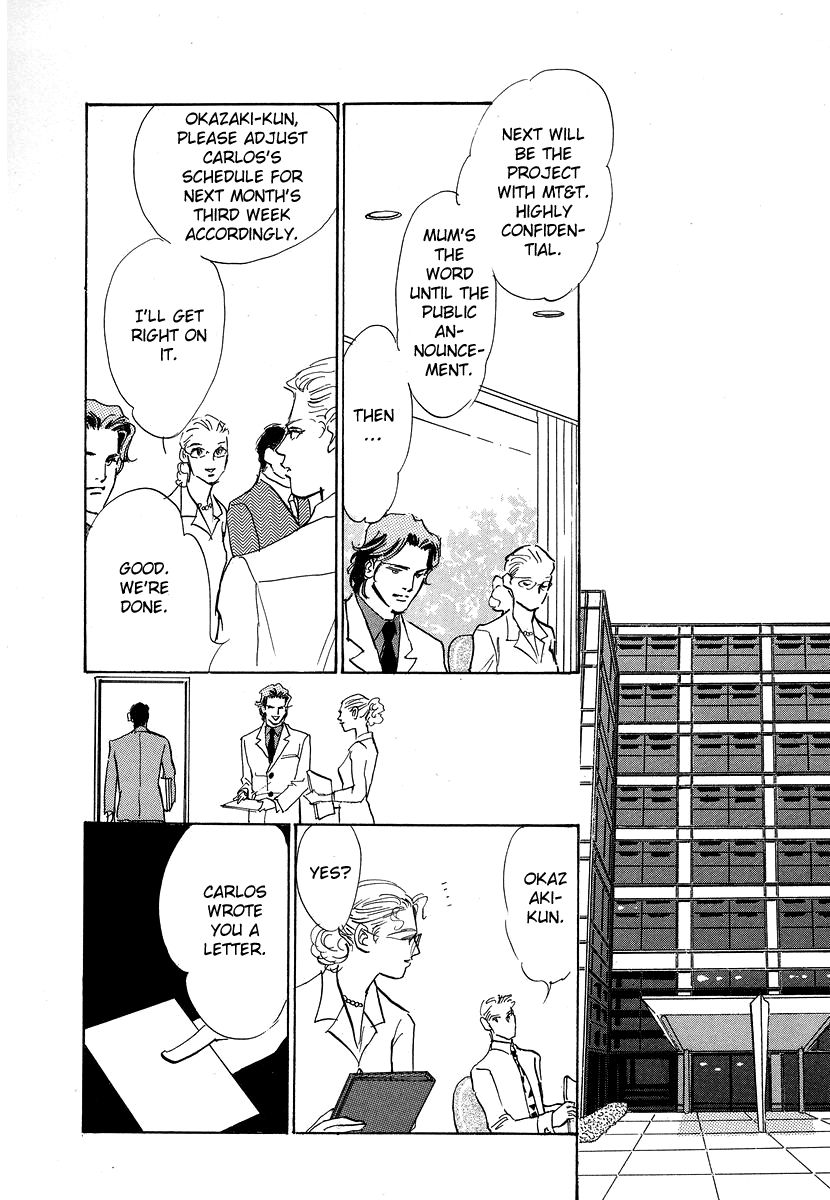 NEXT WILL
BE THE
PROJECT
WITH MT&T.
HIGHLY
CONFIDEN-
TIAL.
MUM'S
THE
WORD
UNTIL THE
PUBLIC
AN-
NOUNCE-
MENT.
THEN
...
OKAZAKI-KUN,
PLEASE ADJUST
CARLOS'S
SCHEDULE FOR
NEXT MONTH'S
THIRD WEEK
ACCORDINGLY.
I'LL GET
RIGHT ON
IT.
GOOD.
WE'RE
DONE.
OKAZ
AKI-
KUN.
YES?
CARLOS
WROTE
YOU A
LETTER.